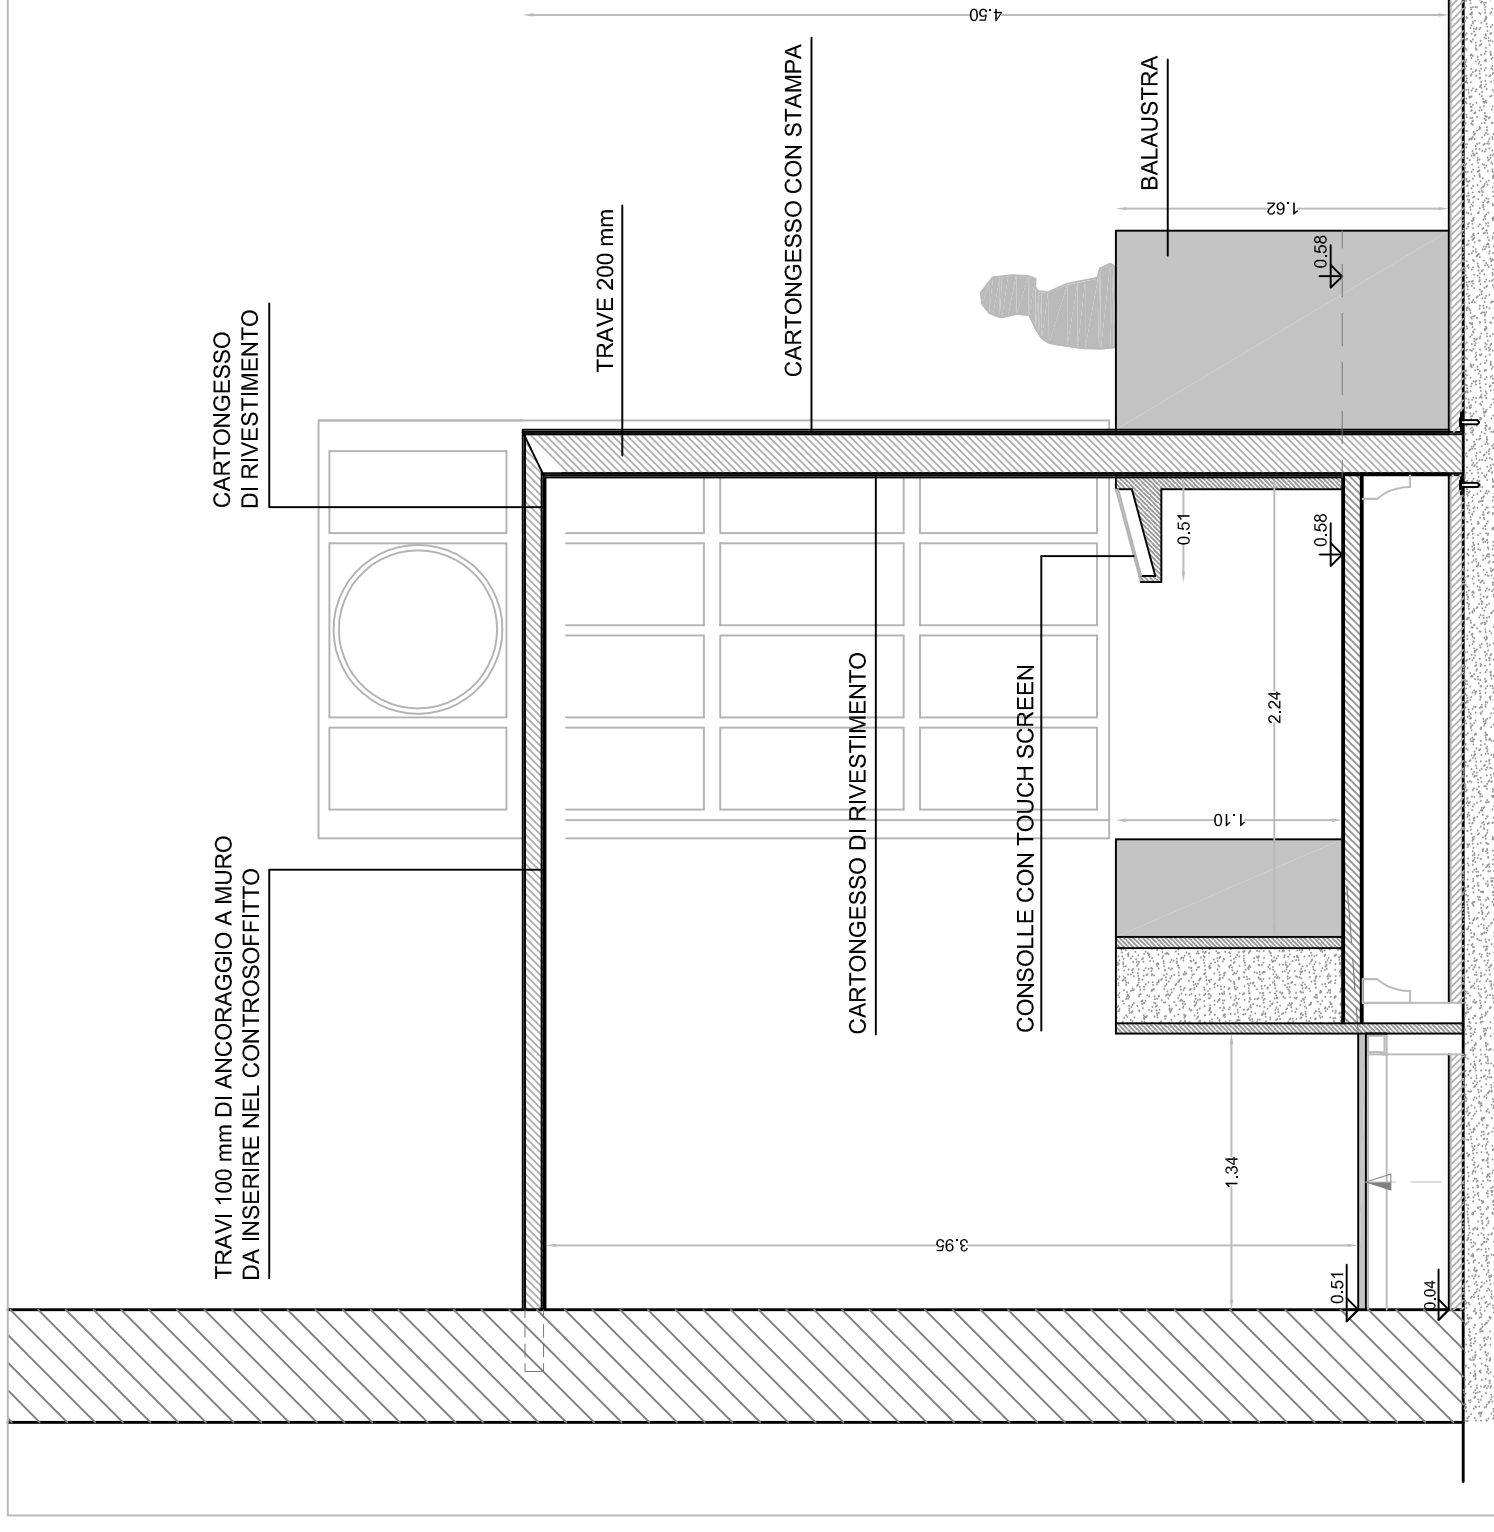 TRAVI 100 mm DI ANCORAGGIO A MURO
DA INSERIRE NEL CONTROSOFFITTO
CARTONGESSO
DI RIVESTIMENTO
TRAVE 200 mm
CARTONGESSO CON STAMPA
4.50
3.95
CARTONGESSO DI RIVESTIMENTO
CONSOLLE CON TOUCH SCREEN
BALAUSTRA
0.51
1.34
1.10
2.24
1.62
0.51
0.58
0.58
0.04